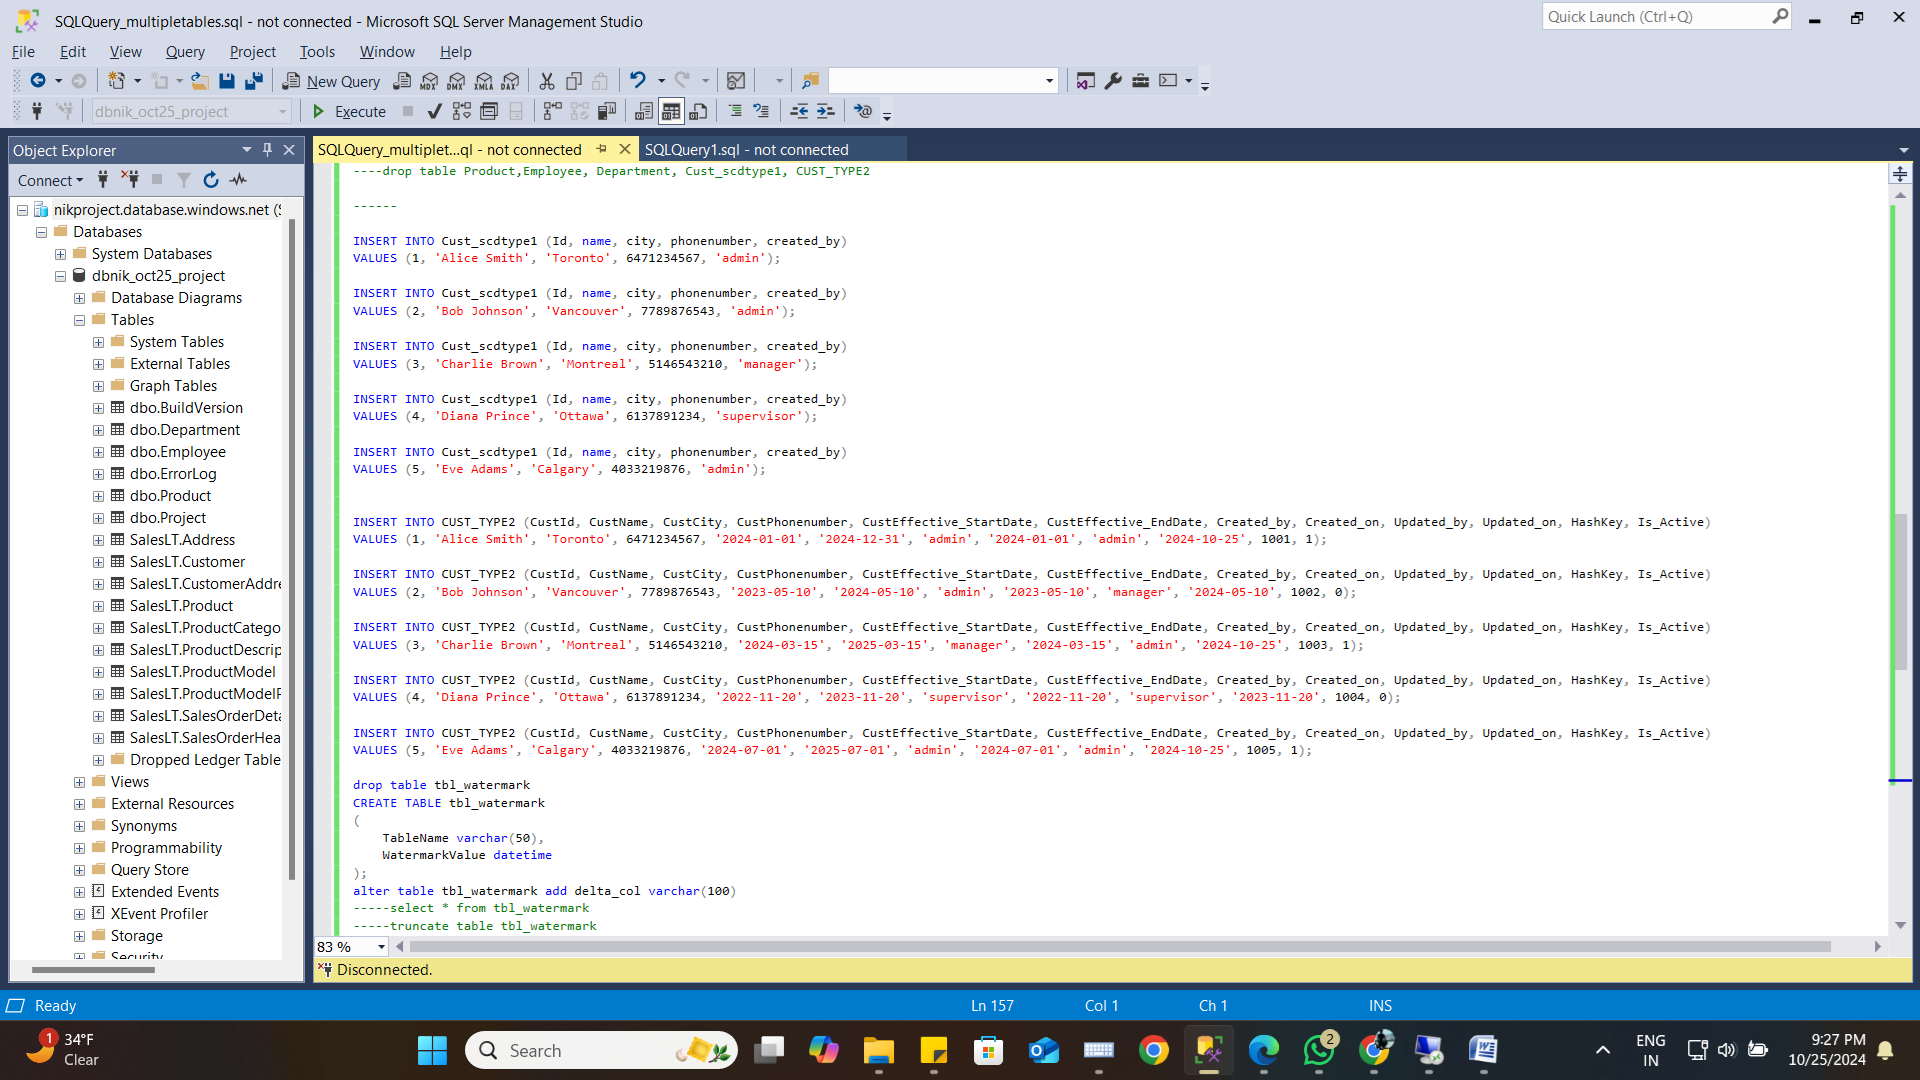 SQLQuery_multipletables.sql - not connected - Microsoft SQL Server Management Studio
Quick Launch (Ctrl+Q)
File Edit View Query Project Tools Window Help
New Query MDX DMX XMLA DAX
dbnik_oct25_project Execute
Object Explorer
Connect
nikproject.database.windows.net (S
Databases
System Databases
dbnik_oct25_project
Database Diagrams
Tables
System Tables
External Tables
Graph Tables
dbo.BuildVersion
dbo.Department
dbo.Employee
dbo.ErrorLog
dbo.Product
dbo.Project
SalesLT.Address
SalesLT.Customer
SalesLT.CustomerAddre
SalesLT.Product
SalesLT.ProductCatego
SalesLT.ProductDescrip
SalesLT.ProductModel
SalesLT.ProductModelP
SalesLT.SalesOrderDeta
SalesLT.SalesOrderHea
Dropped Ledger Table
Views
External Resources
Synonyms
Programmability
Query Store
Extended Events
XEvent Profiler
Storage
Security
SQLQuery_multiplet...ql - not connected SQLQuery1.sql - not connected
----drop table Product,Employee, Department, Cust_scdtype1, CUST_TYPE2
------
INSERT INTO Cust_scdtype1 (Id, name, city, phonenumber, created_by)
VALUES (1, 'Alice Smith', 'Toronto', 6471234567, 'admin');
INSERT INTO Cust_scdtype1 (Id, name, city, phonenumber, created_by)
VALUES (2, 'Bob Johnson', 'Vancouver', 7789876543, 'admin');
INSERT INTO Cust_scdtype1 (Id, name, city, phonenumber, created_by)
VALUES (3, 'Charlie Brown', 'Montreal', 5146543210, 'manager');
INSERT INTO Cust_scdtype1 (Id, name, city, phonenumber, created_by)
VALUES (4, 'Diana Prince', 'Ottawa', 6137891234, 'supervisor');
INSERT INTO Cust_scdtype1 (Id, name, city, phonenumber, created_by)
VALUES (5, 'Eve Adams', 'Calgary', 4033219876, 'admin');
INSERT INTO CUST_TYPE2 (CustId, CustName, CustCity, CustPhonenumber, CustEffective_StartDate, CustEffective_EndDate, Created_by, Created_on, Updated_by, Updated_on, HashKey, Is_Active)
VALUES (1, 'Alice Smith', 'Toronto', 6471234567, '2024-01-01', '2024-12-31', 'admin', '2024-01-01', 'admin', '2024-10-25', 1001, 1);
INSERT INTO CUST_TYPE2 (CustId, CustName, CustCity, CustPhonenumber, CustEffective_StartDate, CustEffective_EndDate, Created_by, Created_on, Updated_by, Updated_on, HashKey, Is_Active)
VALUES (2, 'Bob Johnson', 'Vancouver', 7789876543, '2023-05-10', '2024-05-10', 'admin', '2023-05-10', 'manager', '2024-05-10', 1002, 0);
INSERT INTO CUST_TYPE2 (CustId, CustName, CustCity, CustPhonenumber, CustEffective_StartDate, CustEffective_EndDate, Created_by, Created_on, Updated_by, Updated_on, HashKey, Is_Active)
VALUES (3, 'Charlie Brown', 'Montreal', 5146543210, '2024-03-15', '2025-03-15', 'manager', '2024-03-15', 'admin', '2024-10-25', 1003, 1);
INSERT INTO CUST_TYPE2 (CustId, CustName, CustCity, CustPhonenumber, CustEffective_StartDate, CustEffective_EndDate, Created_by, Created_on, Updated_by, Updated_on, HashKey, Is_Active)
VALUES (4, 'Diana Prince', 'Ottawa', 6137891234, '2022-11-20', '2023-11-20', 'supervisor', '2022-11-20', 'supervisor', '2023-11-20', 1004, 0);
INSERT INTO CUST_TYPE2 (CustId, CustName, CustCity, CustPhonenumber, CustEffective_StartDate, CustEffective_EndDate, Created_by, Created_on, Updated_by, Updated_on, HashKey, Is_Active)
VALUES (5, 'Eve Adams', 'Calgary', 4033219876, '2024-07-01', '2025-07-01', 'admin', '2024-07-01', 'admin', '2024-10-25', 1005, 1);
drop table tbl_watermark
CREATE TABLE tbl_watermark
(
TableName varchar(50),
WatermarkValue datetime
);
alter table tbl_watermark add delta_col varchar(100)
-----select * from tbl_watermark
-----truncate table tbl_watermark
83 %
Disconnected.
Ready Ln 157 Col 1 Ch 1 INS
1 34°F
Clear
Search
2
ENG
IN
9:27 PM
10/25/2024